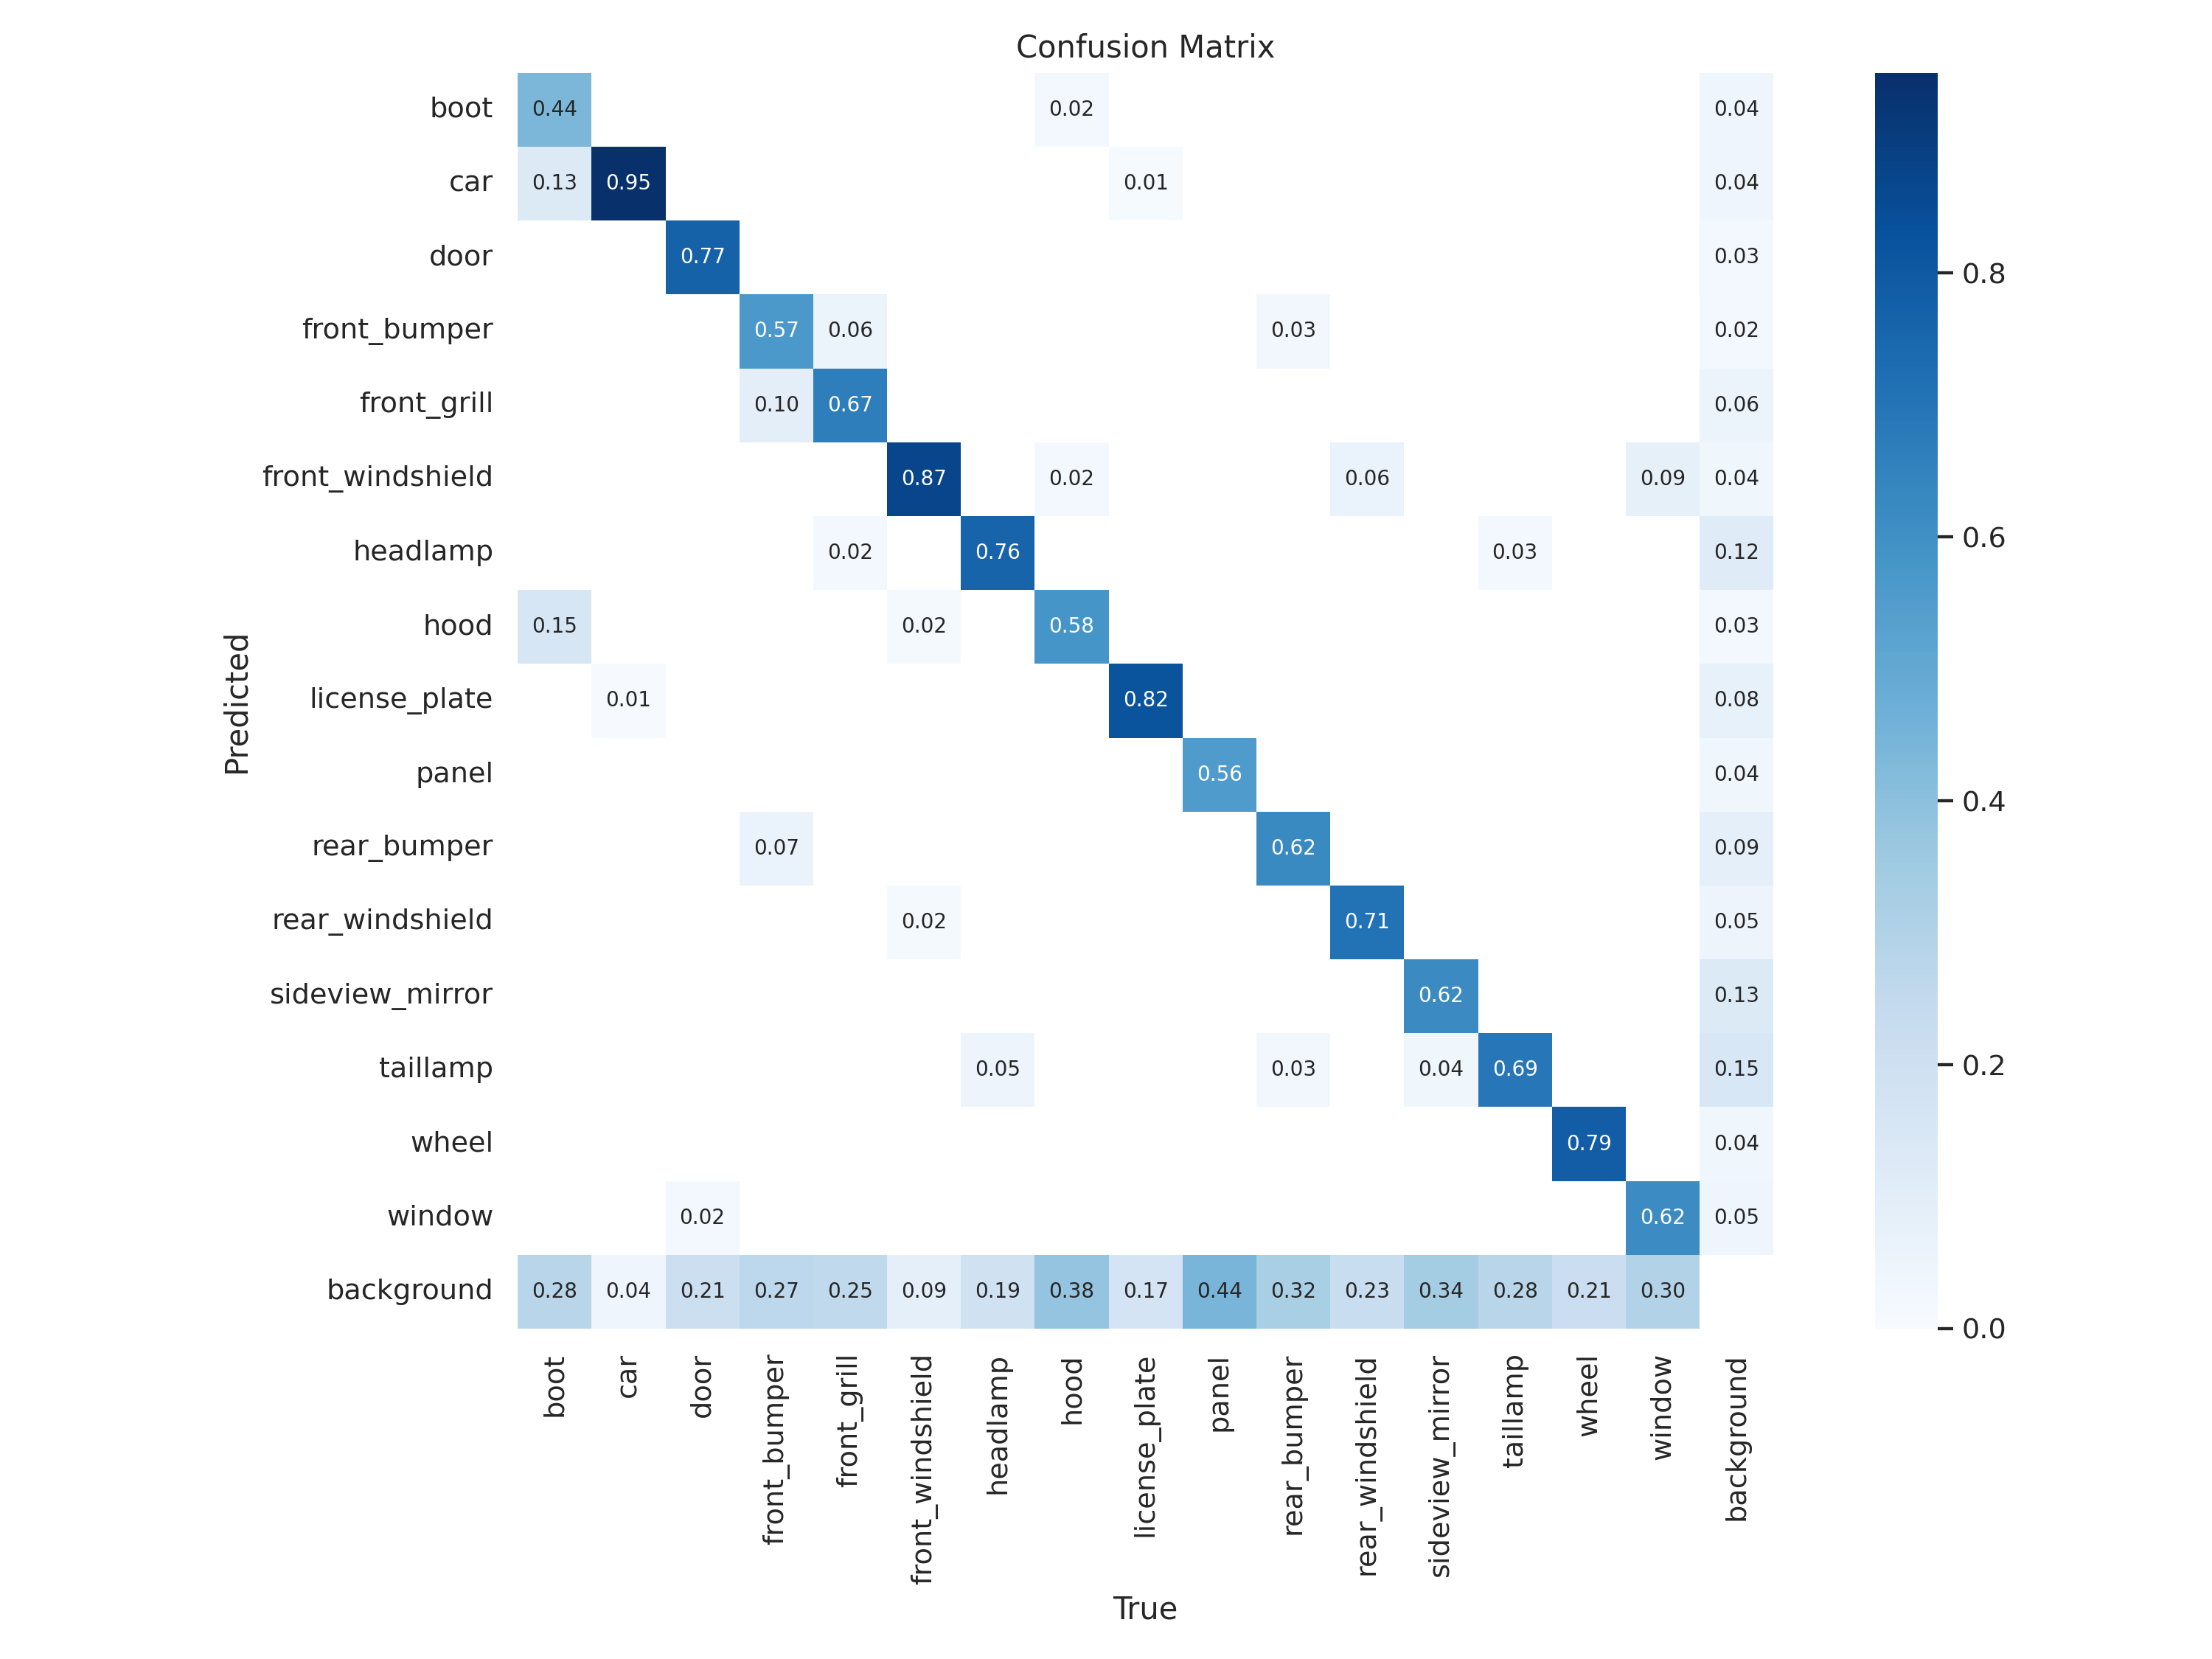 Confusion Matrix
boot 0.44 0.02 0.04
car 0.13 0.95 0.01 0.04
door 0.77 0.03
front_bumper 0.57 0.06 0.03 0.02
front_grill 0.10 0.67 0.06
front_windshield 0.87 0.02 0.06 0.09 0.04
headlamp 0.02 0.76 0.03 0.12
hood 0.15 0.02 0.58 0.03
license_plate 0.01 0.82 0.08
panel 0.56 0.04
rear_bumper 0.07 0.62 0.09
rear_windshield 0.02 0.71 0.05
sideview_mirror 0.62 0.13
taillamp 0.05 0.03 0.04 0.69 0.15
wheel 0.79 0.04
window 0.02 0.62 0.05
background 0.28 0.04 0.21 0.27 0.25 0.09 0.19 0.38 0.17 0.44 0.32 0.23 0.34 0.28 0.21 0.30
Predicted
boot
car
door
front_bumper
front_grill
front_windshield
headlamp
hood
license_plate
panel
rear_bumper
rear_windshield
sideview_mirror
taillamp
wheel
window
background
True
0.8
0.6
0.4
0.2
0.0